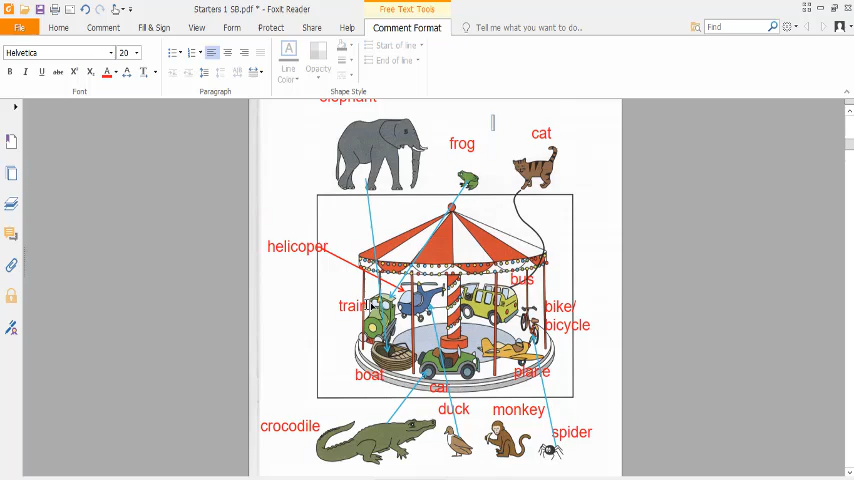 Starters 1 SB.pdf * - Foxit Reader
Free Text Tools
File
Home
Comment
Fill & Sign
View
Form
Protect
Share
Help
Comment Format
Tell me what you want to do...
Find
Helvetica
20
Start of line
End of line
B I U abc X X A T
Line
Color
Opacity
Font
Paragraph
Shape Style
elephant
frog
cat
helicoper
bus
train
bike/
bicycle
boat
plane
car
duck
monkey
crocodile
spider